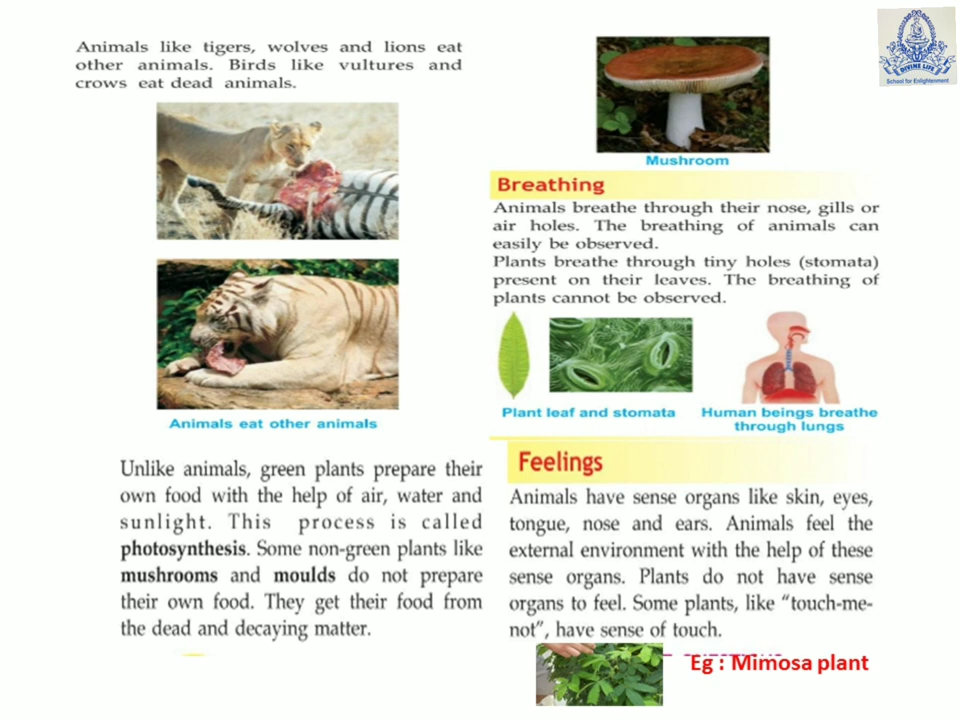 Animals like tigers, wolves and lions eat
other animals. Birds like vultures and
crows eat dead animals.
Animals eat other animals
Unlike animals, green plants prepare their
own food with the help of air, water and
sunlight. This process is called
photosynthesis. Some non-green plants like
mushrooms and moulds do not prepare
their own food. They get their food from
the dead and decaying matter.
DIVINE LIFE
School for Enlightenment
Mushroom
Breathing
Animals breathe through their nose, gills or
air holes. The breathing of animals can
easily be observed.
Plants breathe through tiny holes (stomata)
present on their leaves. The breathing of
plants cannot be observed.
Plant leaf and stomata
Human beings breathe
through lungs
Feelings
Animals have sense organs like skin, eyes,
tongue, nose and ears. Animals feel the
external environment with the help of these
sense organs. Plants do not have sense
organs to feel. Some plants, like “touch-me-
not”, have sense of touch.
Eg : Mimosa plant